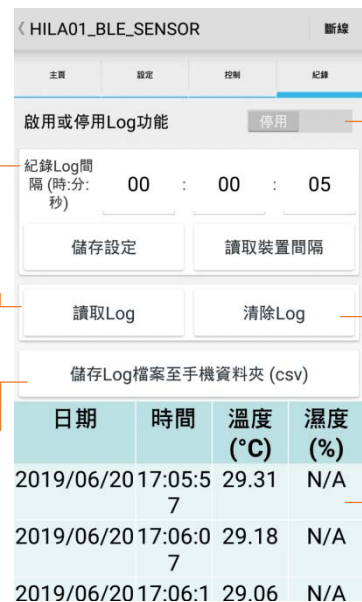 HILA01_BLE_SENSOR 斷線
主頁 設定 控制 紀錄
啟用或停用Log功能 停用
紀錄Log間
隔 (時:分:
秒)
00 : 00 : 05
儲存設定 讀取裝置間隔
讀取Log 清除Log
儲存Log檔案至手機資料夾 (csv)
日期 時間 溫度 濕度
(°C) (%)
2019/06/20 17:05:5 29.31 N/A
7
2019/06/20 17:06:0 29.18 N/A
7
2019/06/20 17:06:1 29.06 N/A